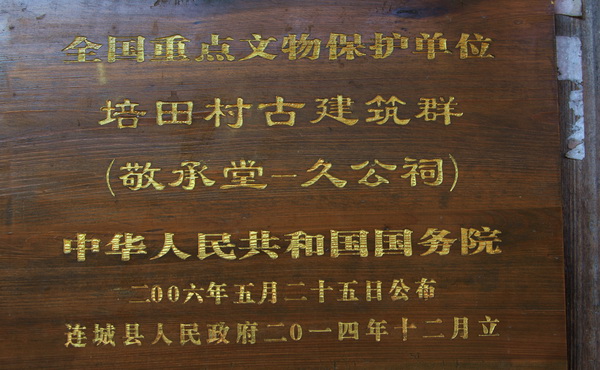 全国重点文物保护单位
培田村古建筑群
(敬承堂-久公祠)
中华人民共和国国务院
二〇〇六年五月二十五日公布
连城县人民政府二〇一四年十二月立